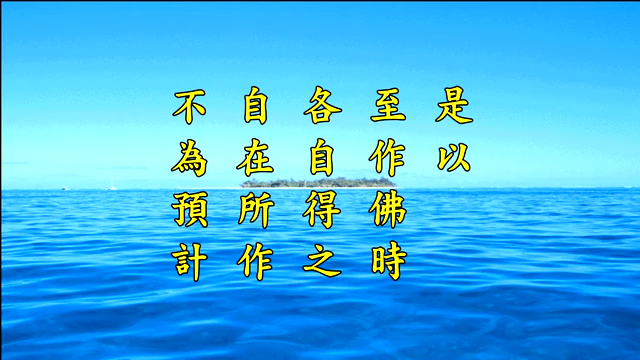 是以
至作佛時
各自得之
自在所作
不為預計